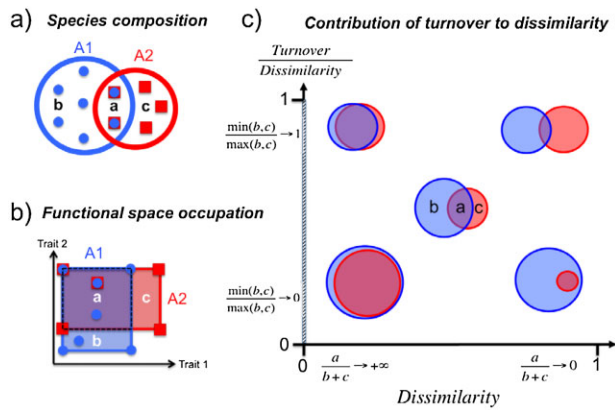 a) Species composition
A1
A2
b a c
b) Functional space occupation
Trait 2
A1
a c
A2
b
Trait 1
c) Contribution of turnover to dissimilarity
Turnover
Dissimilarity
1
min(b,c)
max(b,c) → 1
b a c
min(b,c)
max(b,c) → 0
0
0 1
a
b + c → +∞
a
b + c → 0
Dissimilarity